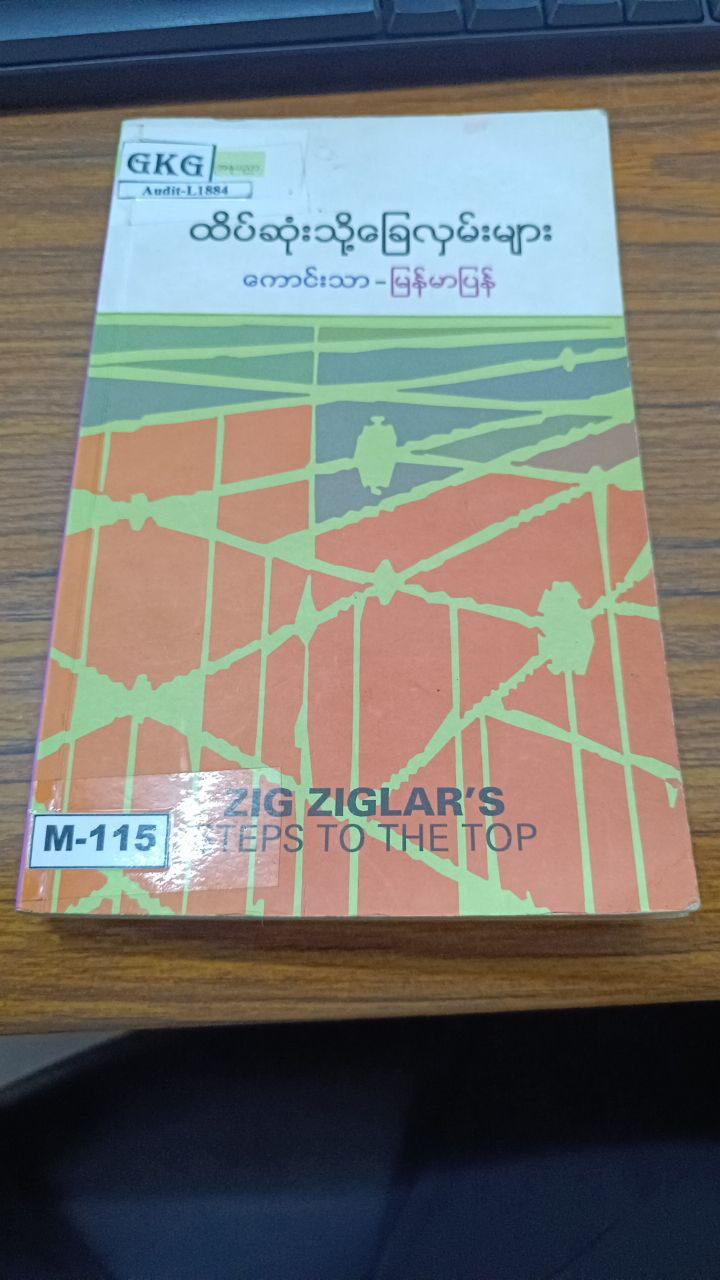 GKG
Audit-L1884
ထိပ်ဆုံးသို့ခြေလှမ်းများ
ကောင်းသာ - မြန်မာပြန်
ZIG ZIGLAR'S
STEPS TO THE TOP
M-115